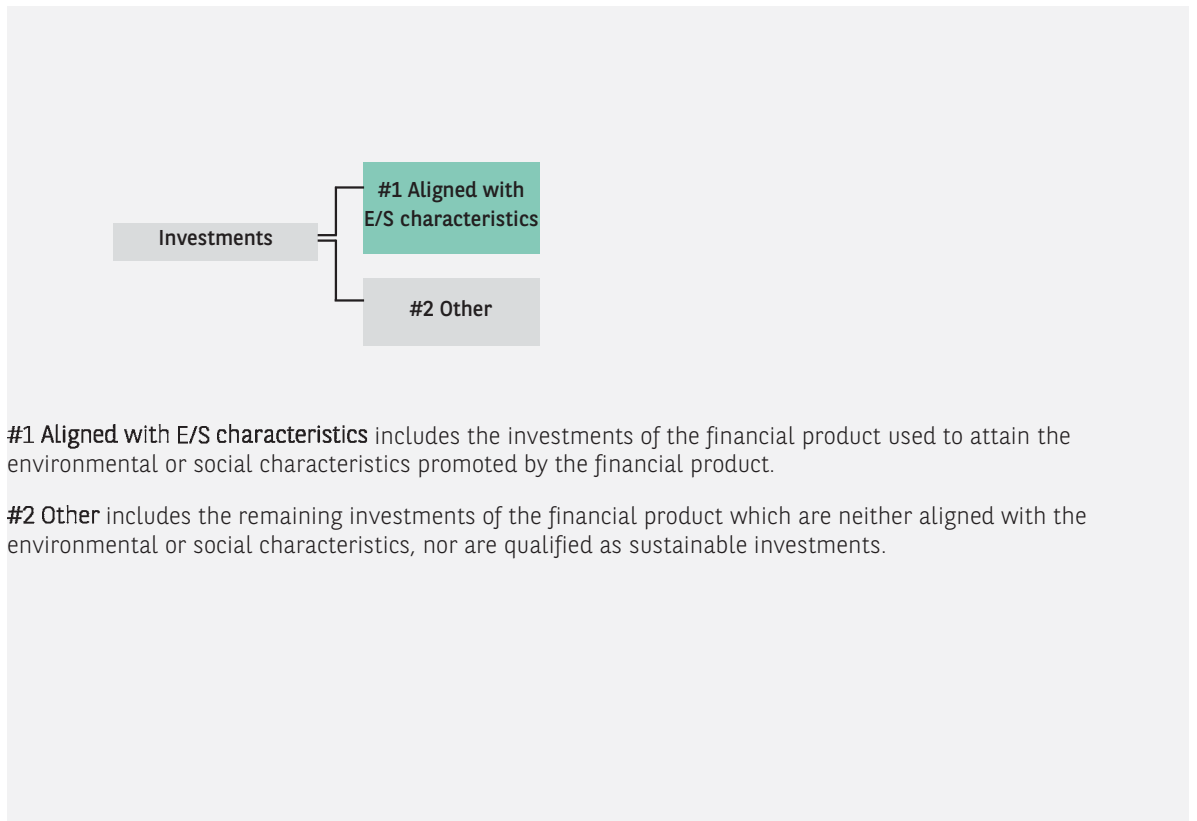 #1 Aligned with
E/S characteristics
Investments
#2 Other
#1 Aligned with E/S characteristics includes the investments of the financial product used to attain the
environmental or social characteristics promoted by the financial product.
#2 Other includes the remaining investments of the financial product which are neither aligned with the
environmental or social characteristics, nor are qualified as sustainable investments.